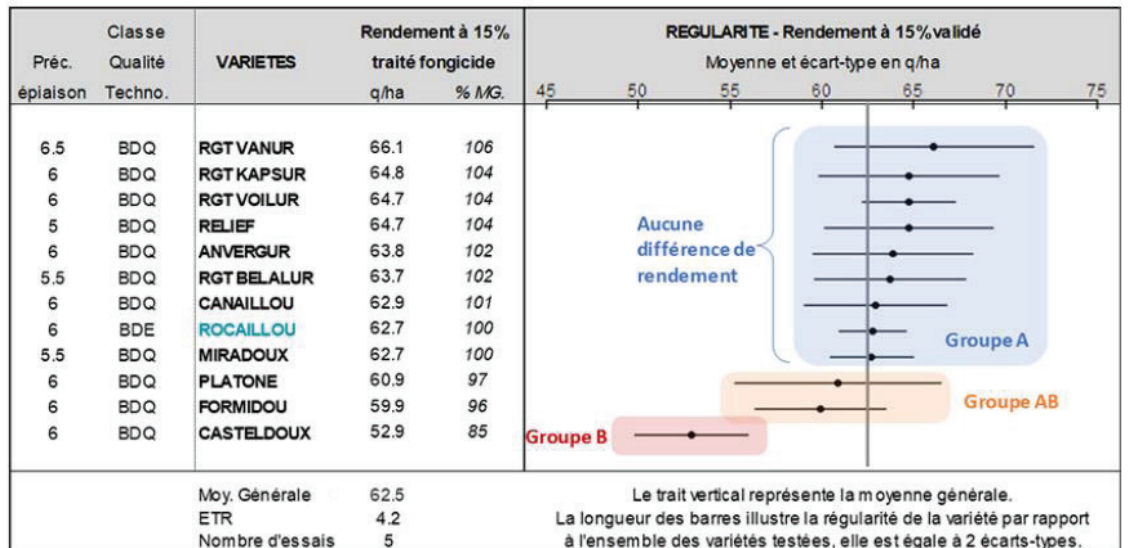 Classe Rendement à 15% REGULARITE - Rendement à 15% validé
Préc. Qualité VARIETES traité fongicide Moyenne et écart-type en q/ha
épiaison Techno. q/ha % MG. 45 50 55 60 65 70 75
6.5 BDQ RGT VANUR 66.1 106
6 BDQ RGT KAPSUR 64.8 104
6 BDQ RGT VOILUR 64.7 104
5 BDQ RELIEF 64.7 104
6 BDQ ANVERGUR 63.8 102
5.5 BDQ RGT BELALUR 63.7 102
6 BDQ CANAILLOU 62.9 101
6 BDE ROCAILLOU 62.7 100
5.5 BDQ MIRADOUX 62.7 100
6 BDQ PLATONE 60.9 97
6 BDQ FORMIDOU 59.9 96
6 BDQ CASTELDOUX 52.9 85
Aucune
différence de
rendement
Groupe A
Groupe AB
Groupe B
Moy. Générale 62.5
ETR 4.2
Nombre d'essais 5
Le trait vertical représente la moyenne générale.
La longueur des barres illustre la régularité de la variété par rapport
à l'ensemble des variétés testées, elle est égale à 2 écarts-types.